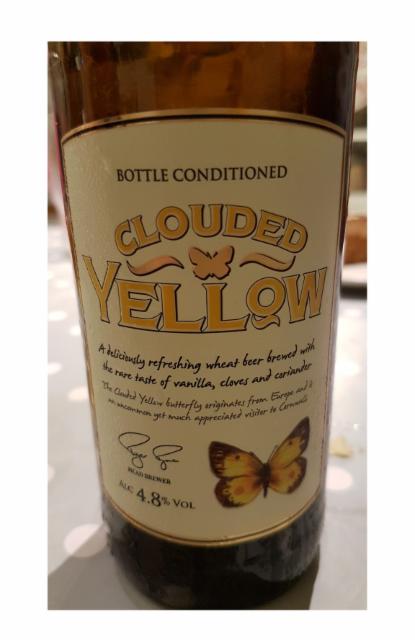 BOTTLE CONDITIONED
CLOUDED
YELLOW
A deliciously refreshing wheat beer brewed with
the rare taste of vanilla, cloves and coriander
The Clouded Yellow butterfly originates from Europe and is
an uncommon yet much appreciated visitor to Cornwall
HEAD BREWER
ALC 4.8% VOL